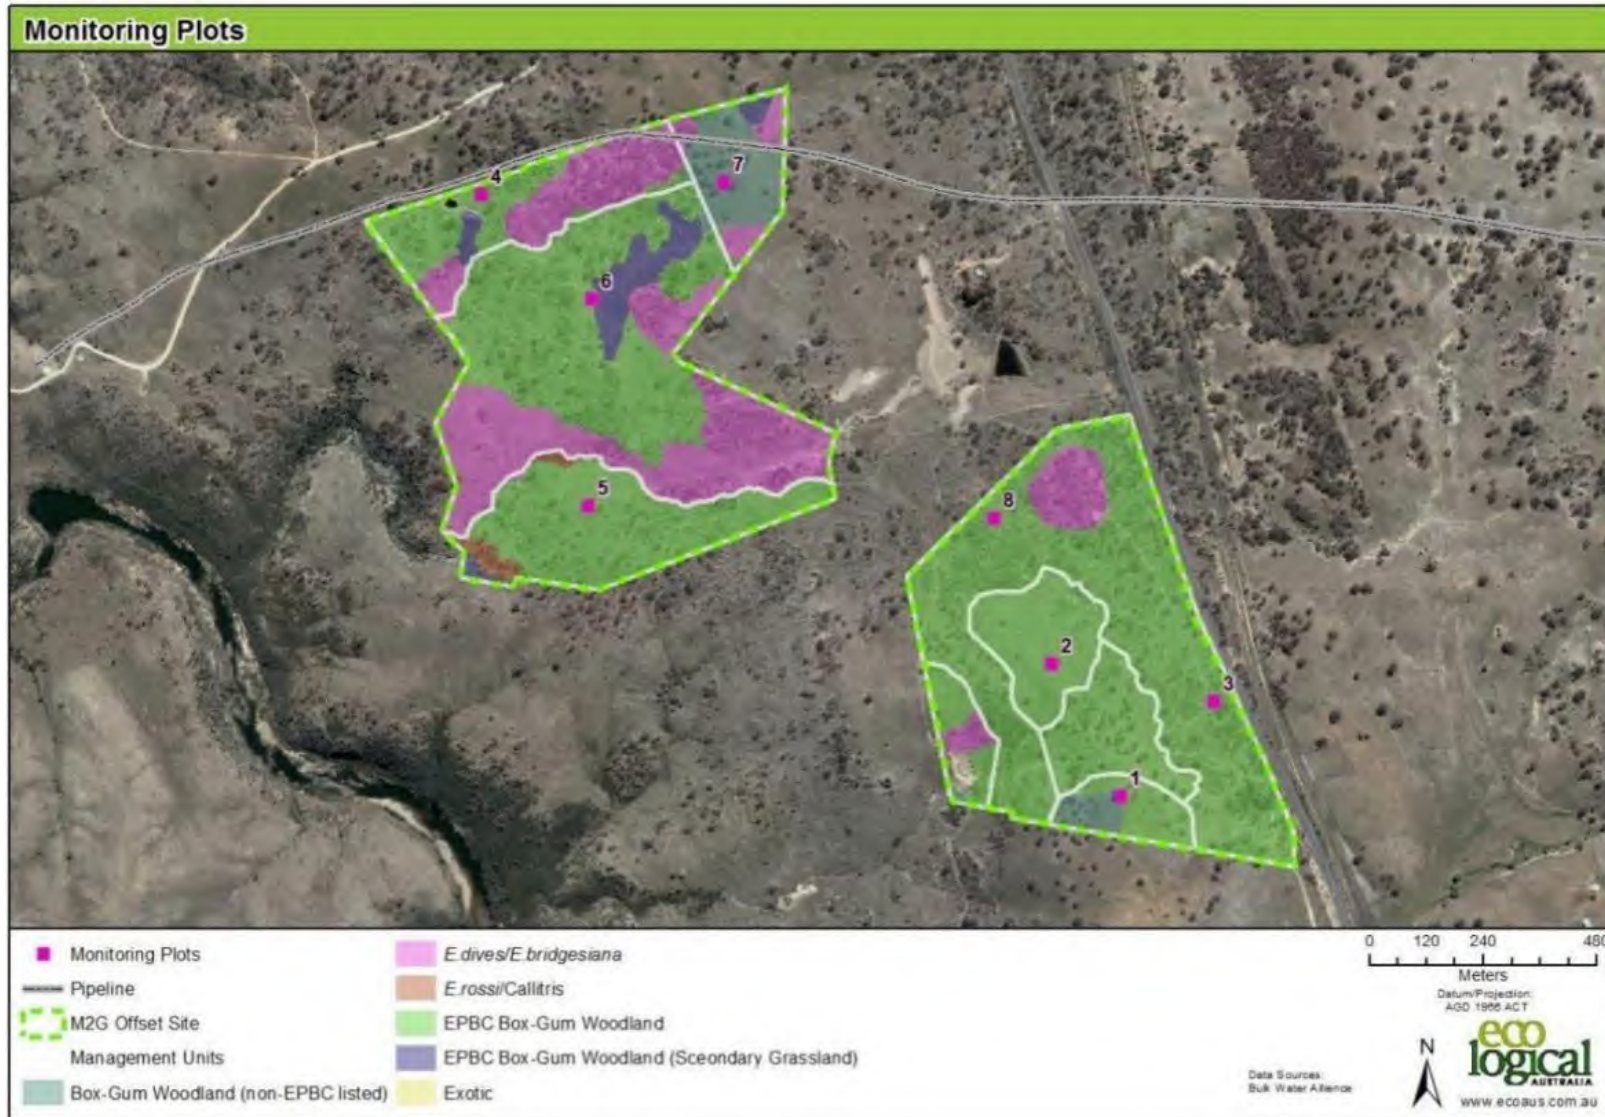 Monitoring Plots
4
7
6
5
8
2
3
1
Monitoring Plots
Pipeline
M2G Offset Site
Management Units
Box-Gum Woodland (non-EPBC listed)
E.dives/E.bridgesiana
E.rossi/Callitris
EPBC Box-Gum Woodland
EPBC Box-Gum Woodland (Sceondary Grassland)
Exotic
0 120 240 480
Meters
Datum/Projection:
AGD 1966 ACT
N
eco
logical
AUSTRALIA
www.ecoaus.com.au
Data Sources:
Bulk Water Alliance